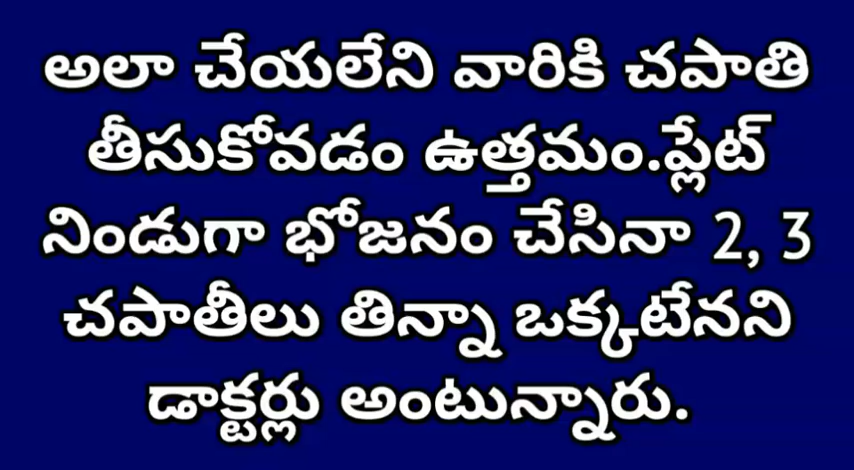 అలా చేయలేని వారికి చపాతి
తీసుకోవడం ఉత్తమం.ప్లేట్
నిండుగా భోజనం చేసినా 2, 3
చపాతీలు తిన్నా ఒక్కటేనని
డాక్టర్లు అంటున్నారు.